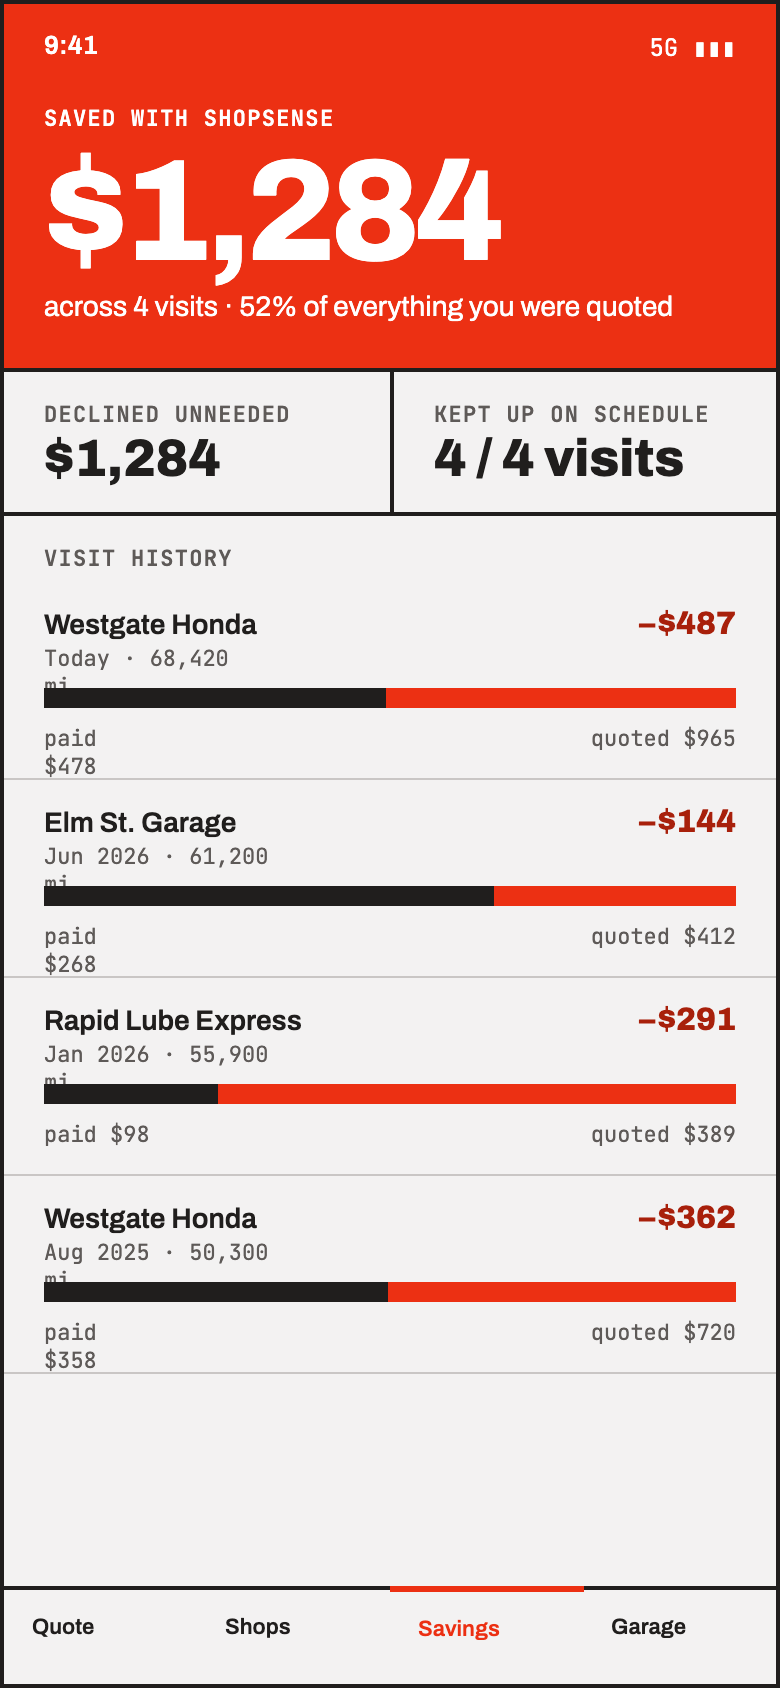 9:41
5G
SAVED WITH SHOPSENSE
$1,284
across 4 visits · 52% of everything you were quoted
DECLINED UNNEEDED
$1,284
KEPT UP ON SCHEDULE
4 / 4 visits
VISIT HISTORY
Westgate Honda
–$487
Today · 68,420
mi
paid
$478
quoted $965
Elm St. Garage
–$144
Jun 2026 · 61,200
mi
paid
$268
quoted $412
Rapid Lube Express
–$291
Jan 2026 · 55,900
mi
paid $98
quoted $389
Westgate Honda
–$362
Aug 2025 · 50,300
mi
paid
$358
quoted $720
Quote
Shops
Savings
Garage